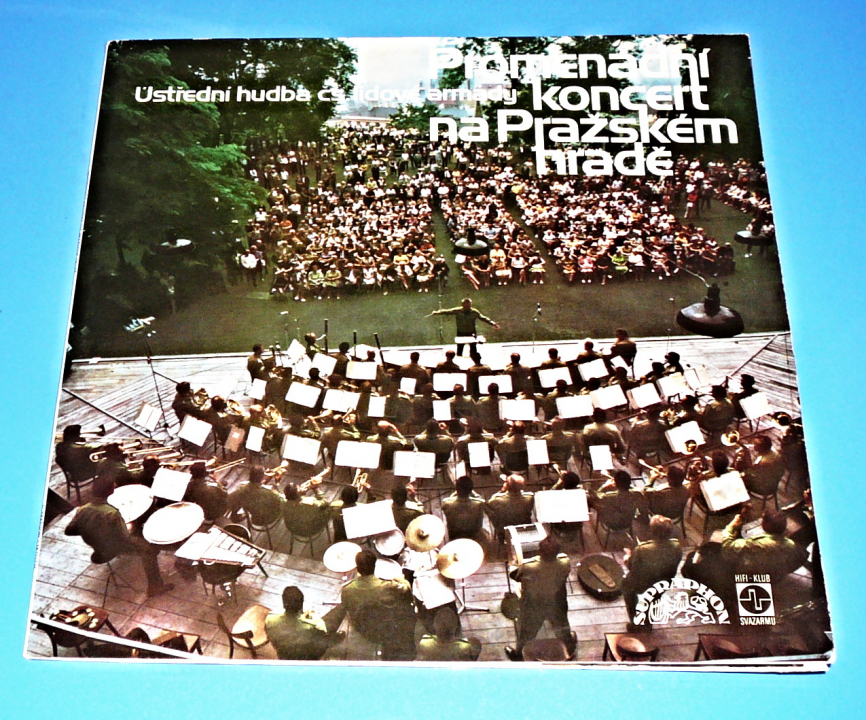 Promenádní
koncert
na Pražském
hradě
Ústřední hudba čs. lidové armády
SUPRAPHON
HIFI - KLUB
SVAZARMU